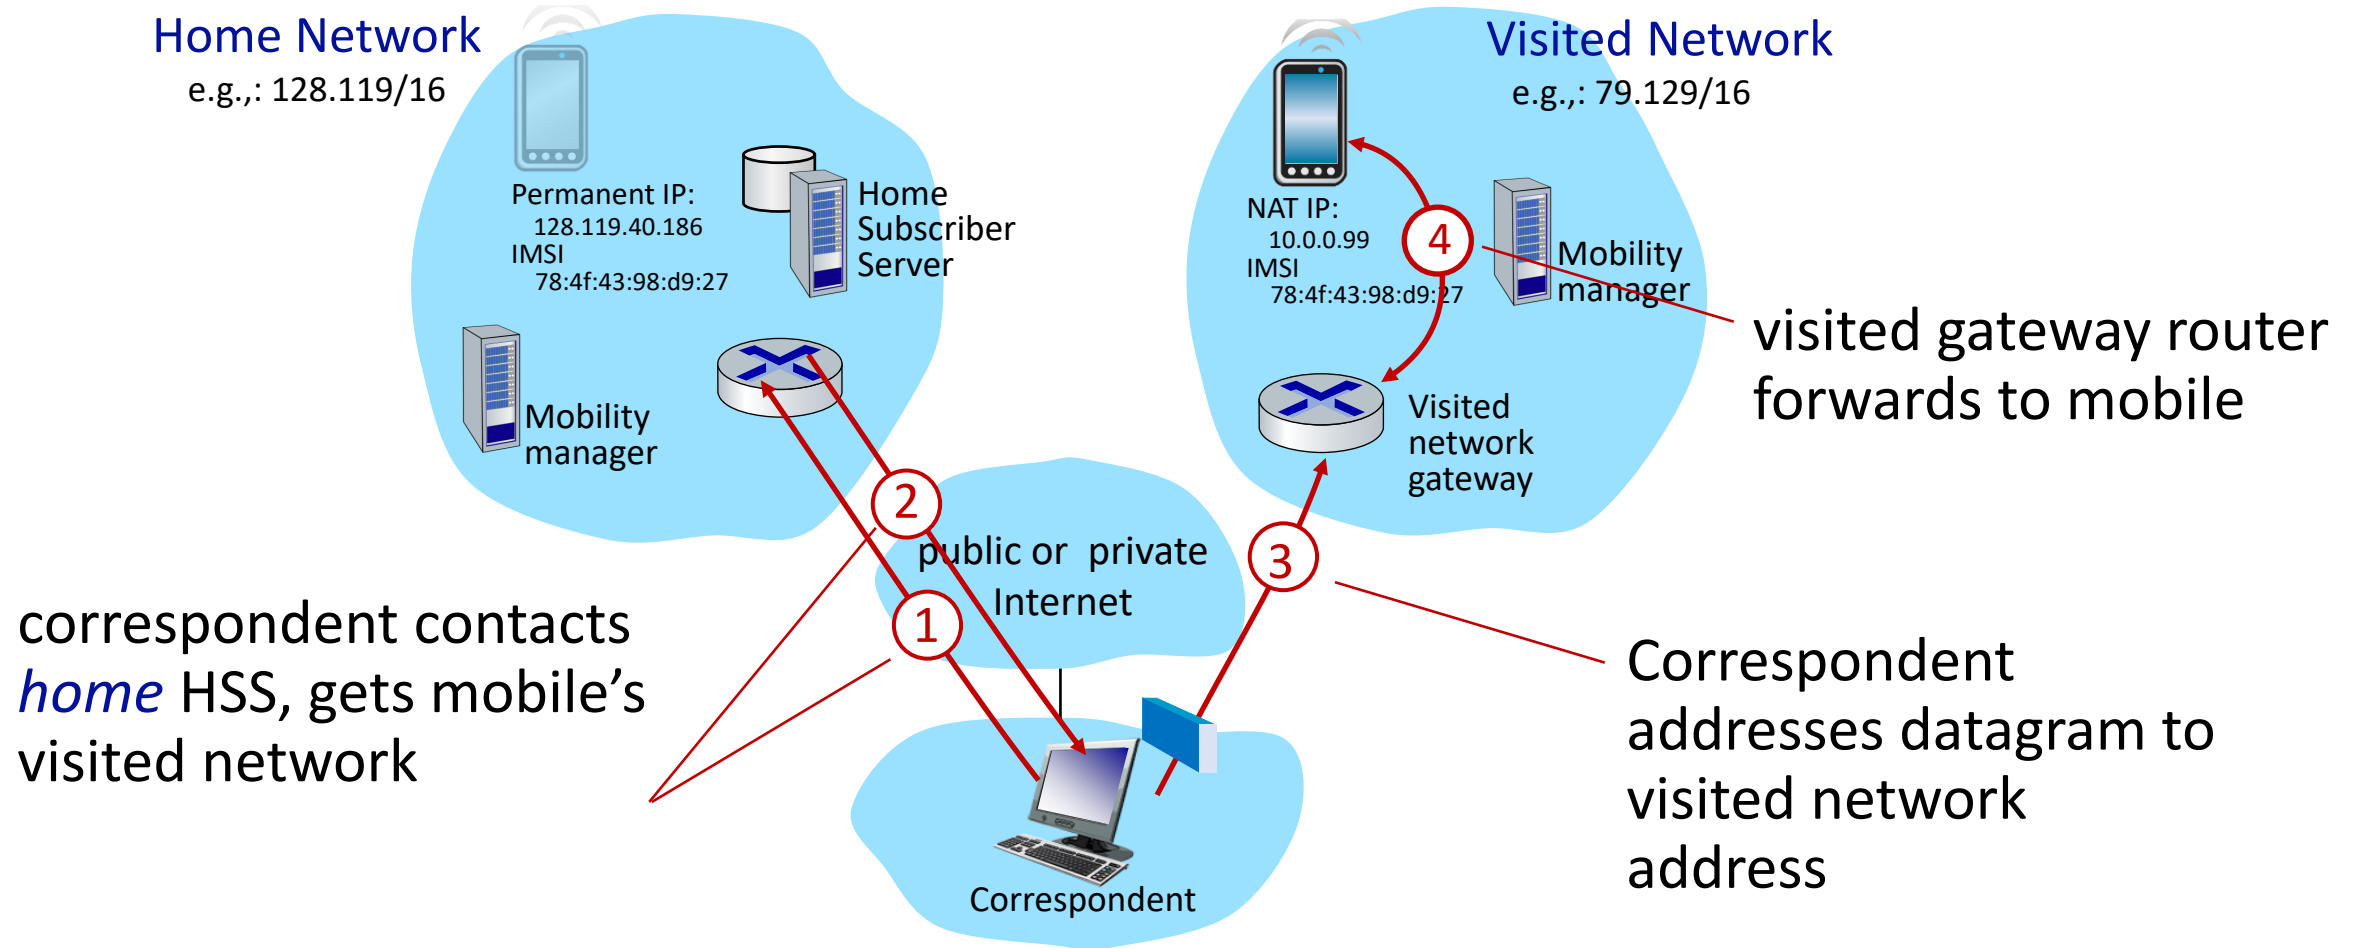 Home Network
e.g.,: 128.119/16
Visited Network
e.g.,: 79.129/16
Permanent IP:
128.119.40.186
IMSI
78:4f:43:98:d9:27
Home
Subscriber
Server
Mobility
manager
NAT IP:
10.0.0.99
IMSI
78:4f:43:98:d9:27
Mobility
manager
Visited
network
gateway
4
visited gateway router
forwards to mobile
2
public or private
Internet
3
1
correspondent contacts
home HSS, gets mobile’s
visited network
Correspondent
addresses datagram to
visited network
address
Correspondent